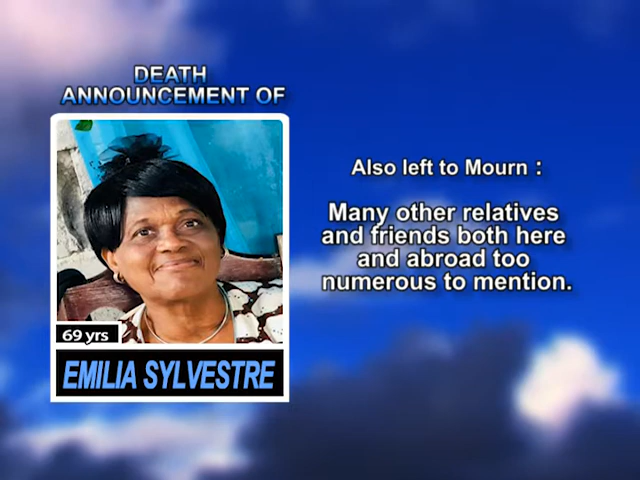 DEATH
ANNOUNCEMENT OF
69 yrs
EMILIA SYLVESTRE
Also left to Mourn :
Many other relatives
and friends both here
and abroad too
numerous to mention.